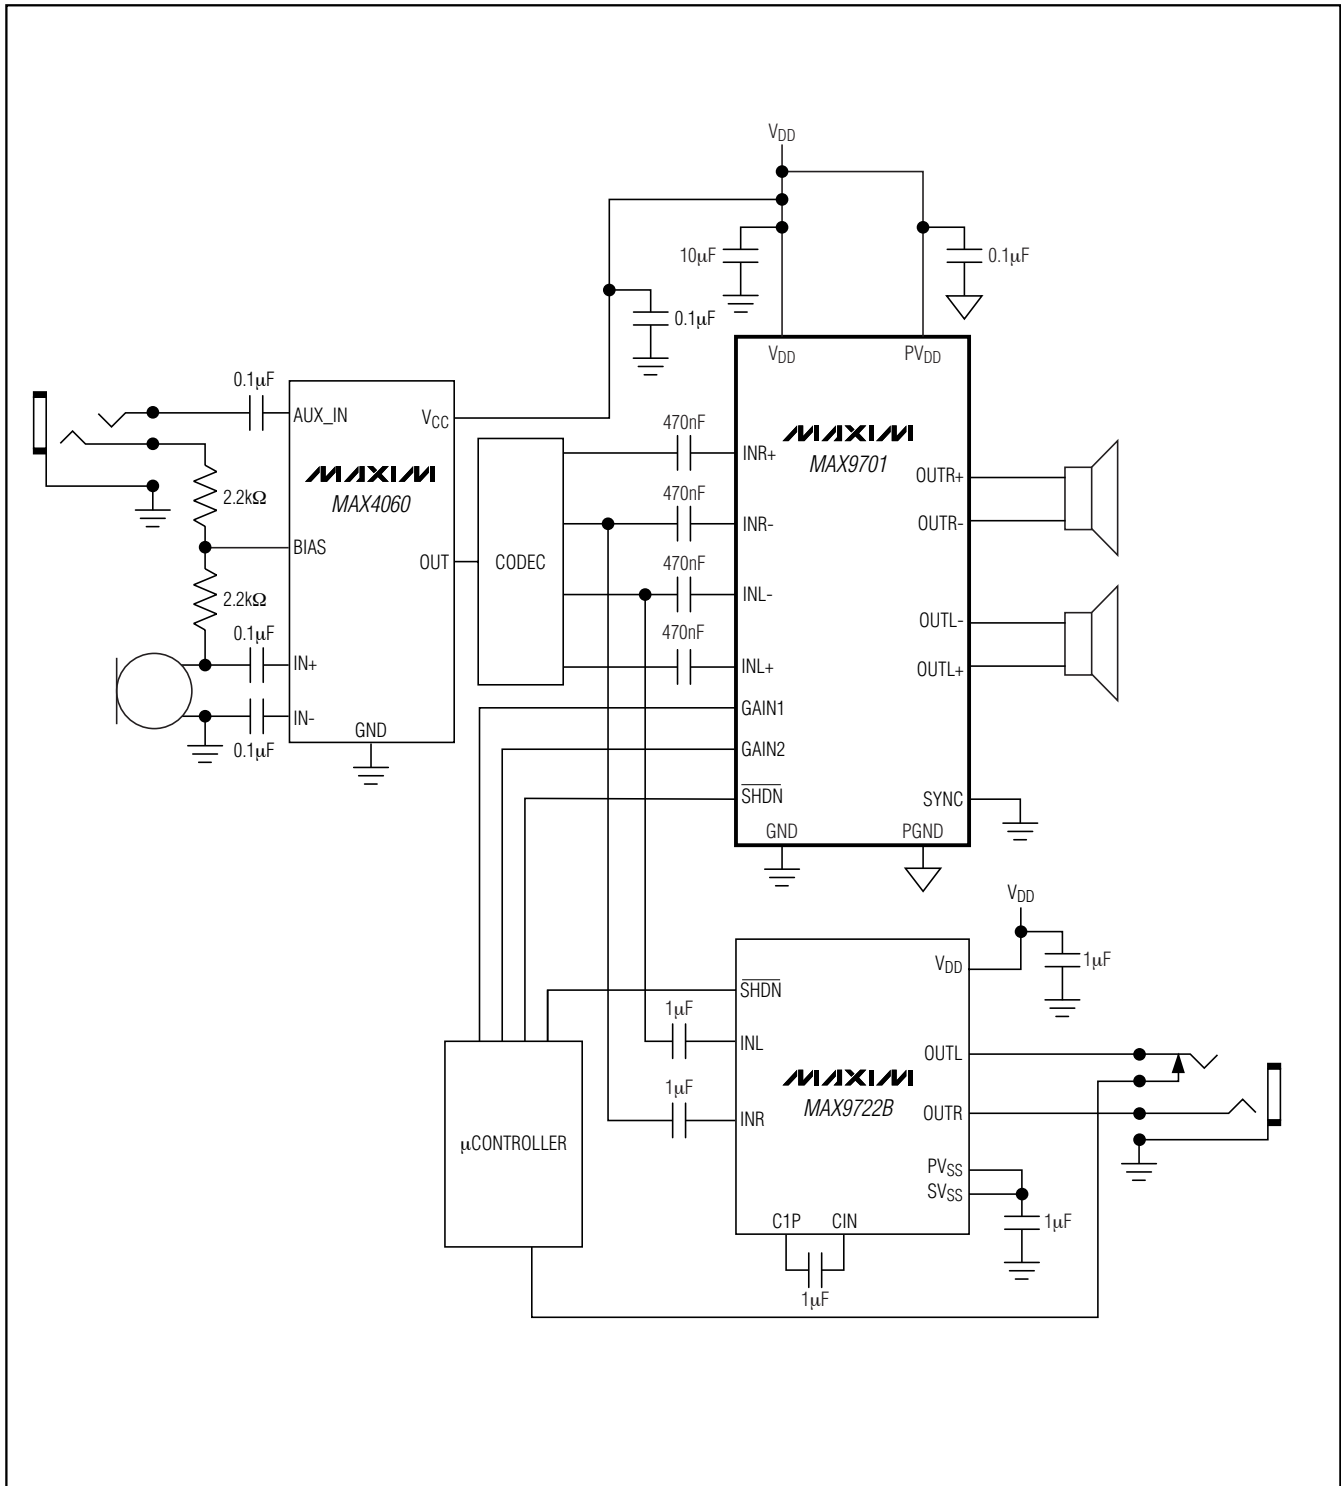 VDD
10µF
0.1µF
0.1µF
VDD
PVDD
0.1µF
AUX_IN
VCC
MAXIM
MAX4060
2.2kΩ
BIAS
OUT
2.2kΩ
0.1µF
IN+
IN-
0.1µF
GND
CODEC
470nF
470nF
470nF
470nF
INR+
INR-
INL-
INL+
GAIN1
GAIN2
SHDN
MAXIM
MAX9701
OUTR+
OUTR-
OUTL-
OUTL+
SYNC
GND
PGND
VDD
1µF
VDD
SHDN
1µF
INL
1µF
INR
MAXIM
MAX9722B
OUTL
OUTR
PVSS
SVSS
1µF
C1P
CIN
1µF
µCONTROLLER